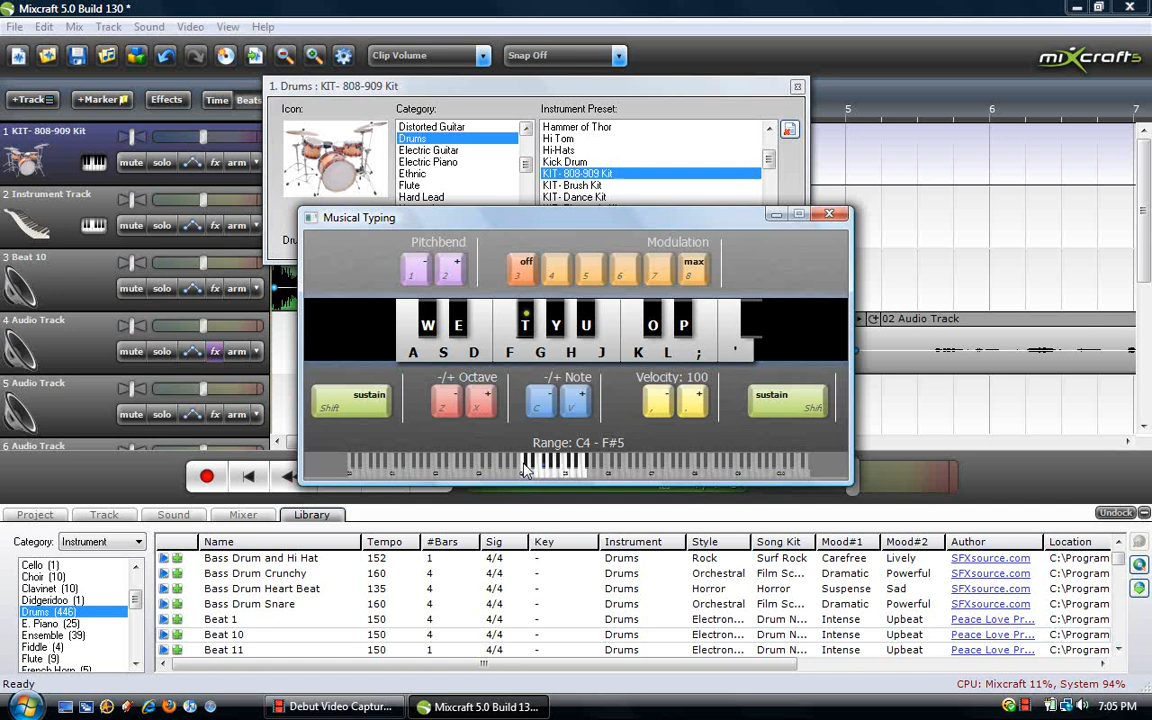 Mixcraft 5.0 Build 130 *
File Edit Mix Track Sound Video View Help
Clip Volume Snap Off mixcraft5
+Track +Marker Effects Time Beats 5 6 7
1. Drums : KIT- 808-909 Kit
Icon: Category: Instrument Preset:
Distorted Guitar
Drums
Electric Guitar
Electric Piano
Ethnic
Flute
Hard Lead
Hammer of Thor
Hi Tom
Hi-Hats
Kick Drum
KIT- 808-909 Kit
KIT- Brush Kit
KIT- Dance Kit
1 KIT- 808-909 Kit
mute solo fx arm
2 Instrument Track
mute solo fx arm
3 Beat 10
mute solo fx arm
4 Audio Track
mute solo fx arm
5 Audio Track
mute solo fx arm
6 Audio Track
02 Audio Track
Musical Typing
Pitchbend Modulation
- + off max
1 2 3 4 5 6 7 8
W E T Y U O P
A S D F G H J K L ; '
-/+ Octave -/+ Note Velocity: 100
sustain - + - + - + sustain
Shift Z X C V , . Shift
Range: C4 - F#5
Project Track Sound Mixer Library Undock
Category: Instrument
Cello (1)
Choir (10)
Clavinet (10)
Didgeridoo (1)
Drums (446)
E. Piano (25)
Ensemble (39)
Fiddle (4)
Flute (9)
French Horn (5)
Name Tempo #Bars Sig Key Instrument Style Song Kit Mood#1 Mood#2 Author Location
Bass Drum and Hi Hat 152 1 4/4 - Drums Rock Surf Rock Carefree Lively SFXsource.com C:\Program
Bass Drum Crunchy 160 4 4/4 - Drums Orchestral Film Sc... Dramatic Powerful SFXsource.com C:\Program
Bass Drum Heart Beat 135 4 4/4 - Drums Horror Horror Suspense Sad SFXsource.com C:\Program
Bass Drum Snare 160 4 4/4 - Drums Orchestral Film Sc... Dramatic Powerful SFXsource.com C:\Program
Beat 1 150 4 4/4 - Drums Electron... Drum N... Intense Upbeat Peace Love Pr... C:\Program
Beat 10 150 4 4/4 - Drums Electron... Drum N... Intense Upbeat Peace Love Pr... C:\Program
Beat 11 150 4 4/4 - Drums Electron... Drum N... Intense Upbeat Peace Love Pr... C:\Program
Ready CPU: Mixcraft 11%, System 94%
Debut Video Captur... Mixcraft 5.0 Build 13... 7:05 PM